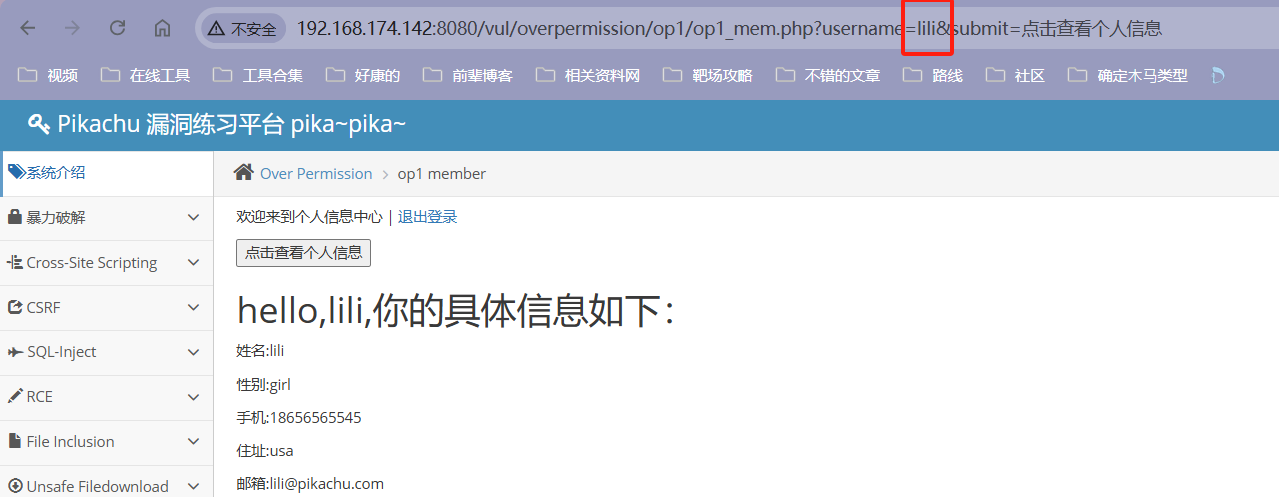 不安全 192.168.174.142:8080/vul/overpermission/op1/op1_mem.php?username=lili&submit=点击查看个人信息
视频 在线工具 工具合集 好康的 前辈博客 相关资料网 靶场攻略 不错的文章 路线 社区 确定木马类型
Pikachu 漏洞练习平台 pika~pika~
系统介绍
Over Permission > op1 member
暴力破解
欢迎来到个人信息中心 | 退出登录
点击查看个人信息
Cross-Site Scripting
CSRF
hello,lili,你的具体信息如下：
SQL-Inject
姓名:lili
性别:girl
RCE
手机:18656565545
File Inclusion
住址:usa
Unsafe Filedownload
邮箱:lili@pikachu.com